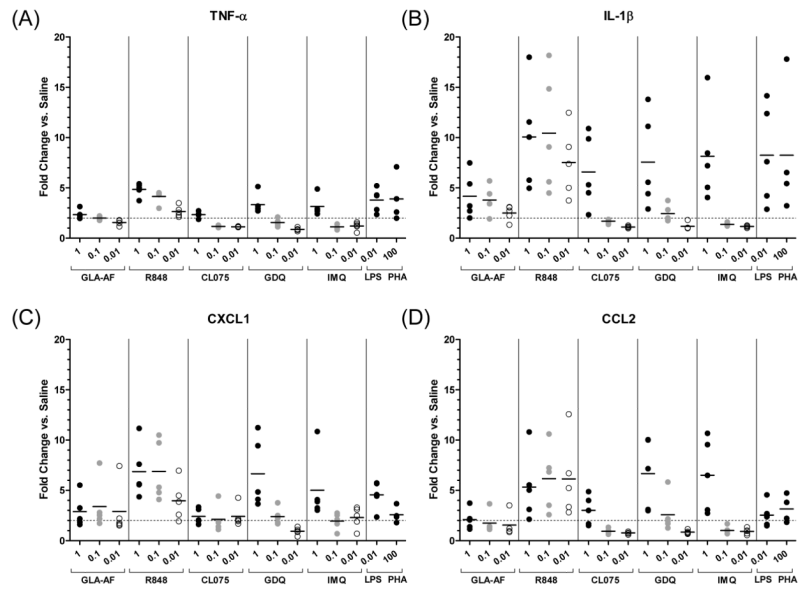 (A)
TNF-α
Fold Change vs. Saline
20
15
10
5
0
1 0.1 0.01 1 0.1 0.01 1 0.1 0.01 1 0.1 0.01 1 0.1 0.01 0.01 100
GLA-AF R848 CL075 GDQ IMQ LPS PHA
(B)
IL-1β
Fold Change vs. Saline
20
15
10
5
0
1 0.1 0.01 1 0.1 0.01 1 0.1 0.01 1 0.1 0.01 1 0.1 0.01 0.01 100
GLA-AF R848 CL075 GDQ IMQ LPS PHA
(C)
CXCL1
Fold Change vs. Saline
20
15
10
5
0
1 0.1 0.01 1 0.1 0.01 1 0.1 0.01 1 0.1 0.01 1 0.1 0.01 0.01 100
GLA-AF R848 CL075 GDQ IMQ LPS PHA
(D)
CCL2
Fold Change vs. Saline
20
15
10
5
0
1 0.1 0.01 1 0.1 0.01 1 0.1 0.01 1 0.1 0.01 1 0.1 0.01 0.01 100
GLA-AF R848 CL075 GDQ IMQ LPS PHA